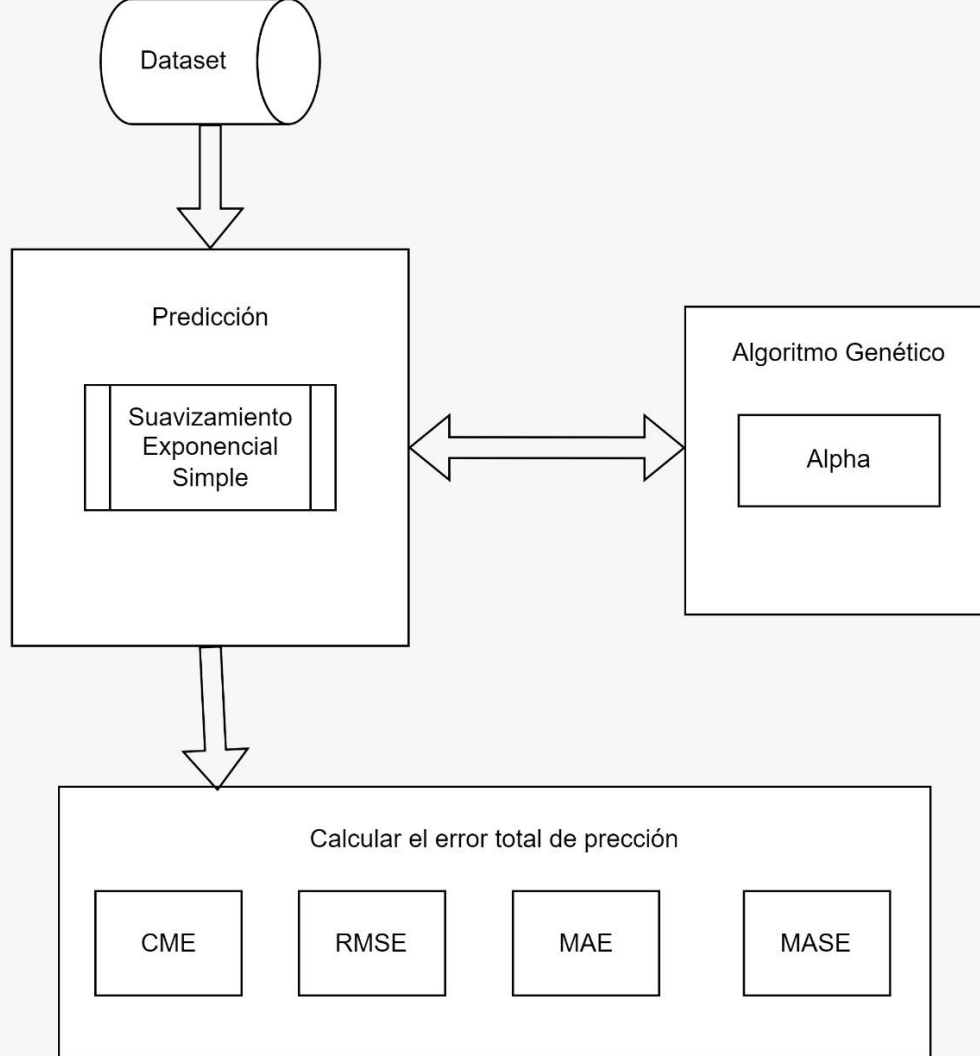 Dataset
Predicción
Suavizamiento
Exponencial
Simple
Algoritmo Genético
Alpha
Calcular el error total de prección
CME
RMSE
MAE
MASE